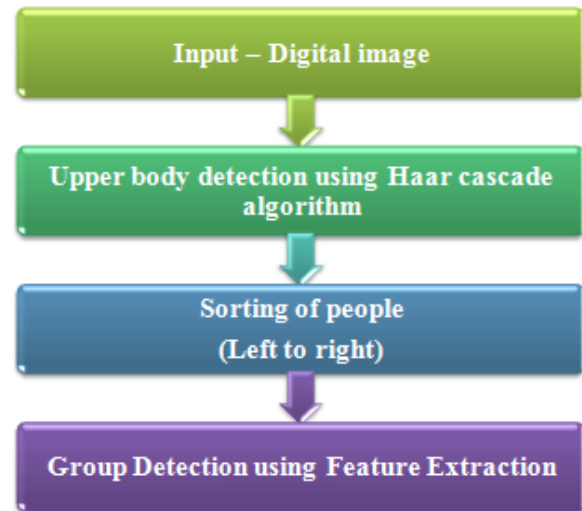 Input – Digital image
Upper body detection using Haar cascade
algorithm
Sorting of people
(Left to right)
Group Detection using Feature Extraction